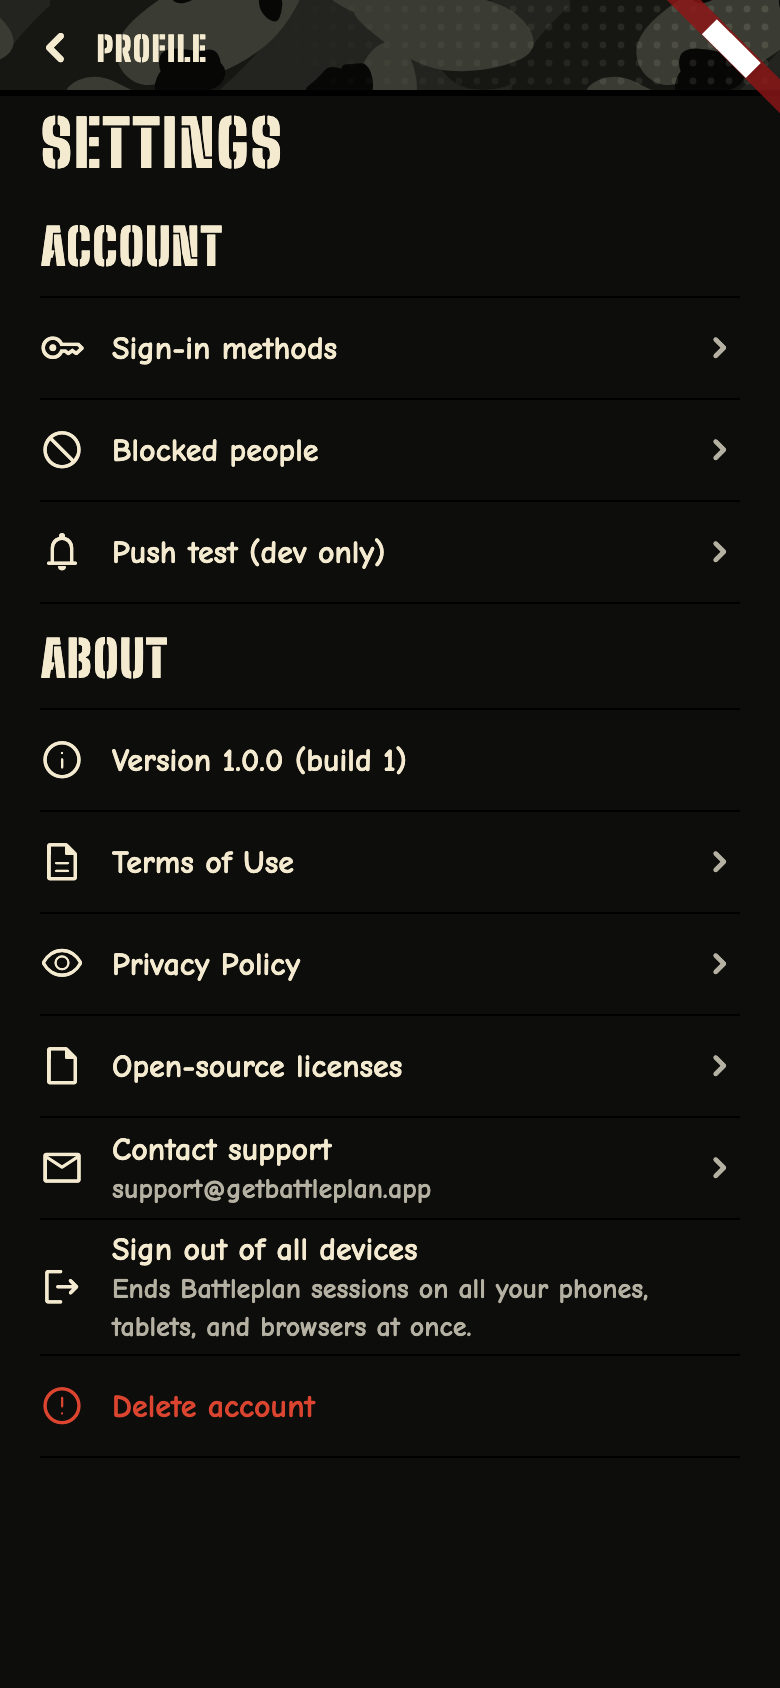 PROFILE
SETTINGS
ACCOUNT
Sign-in methods
Blocked people
Push test (dev only)
ABOUT
Version 1.0.0 (build 1)
Terms of Use
Privacy Policy
Open-source licenses
Contact support
support@getbattleplan.app
Sign out of all devices
Ends Battleplan sessions on all your phones,
tablets, and browsers at once.
Delete account